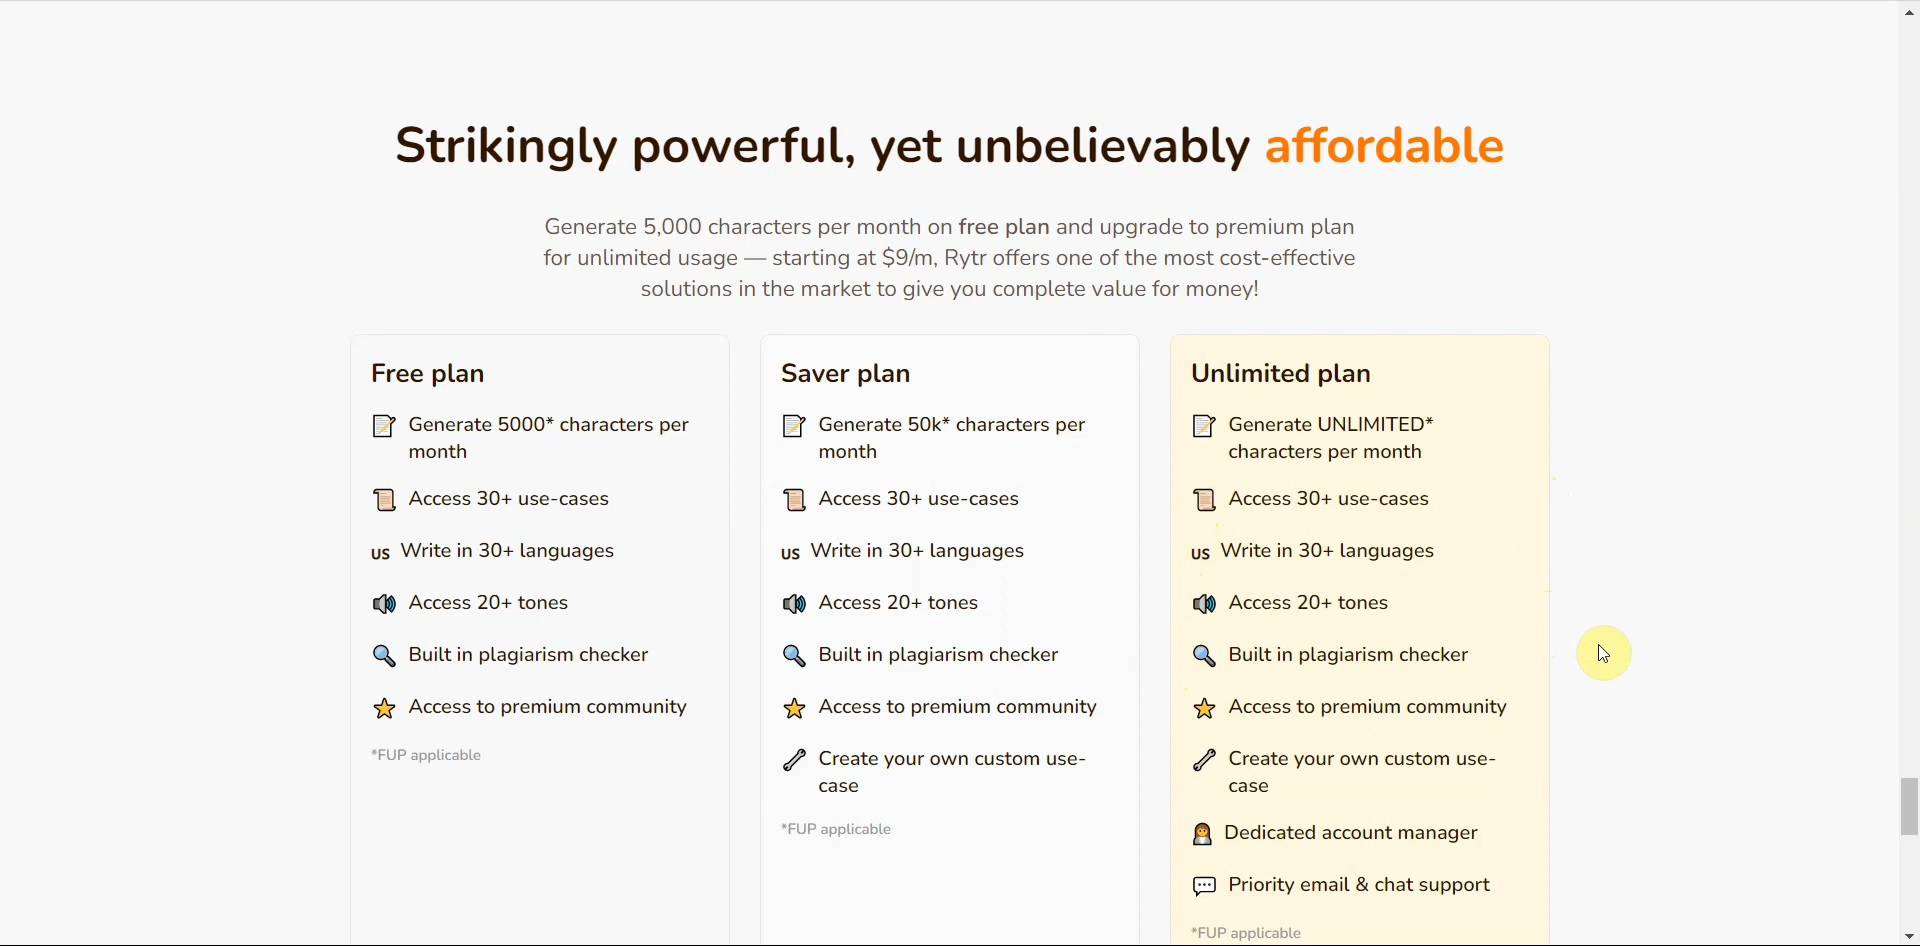 Strikingly powerful, yet unbelievably affordable
Generate 5,000 characters per month on free plan and upgrade to premium plan
for unlimited usage — starting at $9/m, Rytr offers one of the most cost-effective
solutions in the market to give you complete value for money!
Free plan
Generate 5000* characters per
month
Access 30+ use-cases
US Write in 30+ languages
Access 20+ tones
Built in plagiarism checker
Access to premium community
*FUP applicable
Saver plan
Generate 50k* characters per
month
Access 30+ use-cases
US Write in 30+ languages
Access 20+ tones
Built in plagiarism checker
Access to premium community
Create your own custom use-
case
*FUP applicable
Unlimited plan
Generate UNLIMITED*
characters per month
Access 30+ use-cases
US Write in 30+ languages
Access 20+ tones
Built in plagiarism checker
Access to premium community
Create your own custom use-
case
Dedicated account manager
Priority email & chat support
*FUP applicable